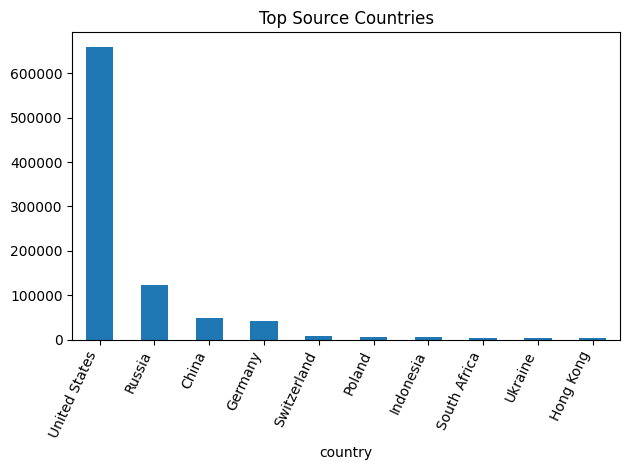 Top Source Countries
600000
500000
400000
300000
200000
100000
0
United States
Russia
China
Germany
Switzerland
Poland
Indonesia
South Africa
Ukraine
Hong Kong
country